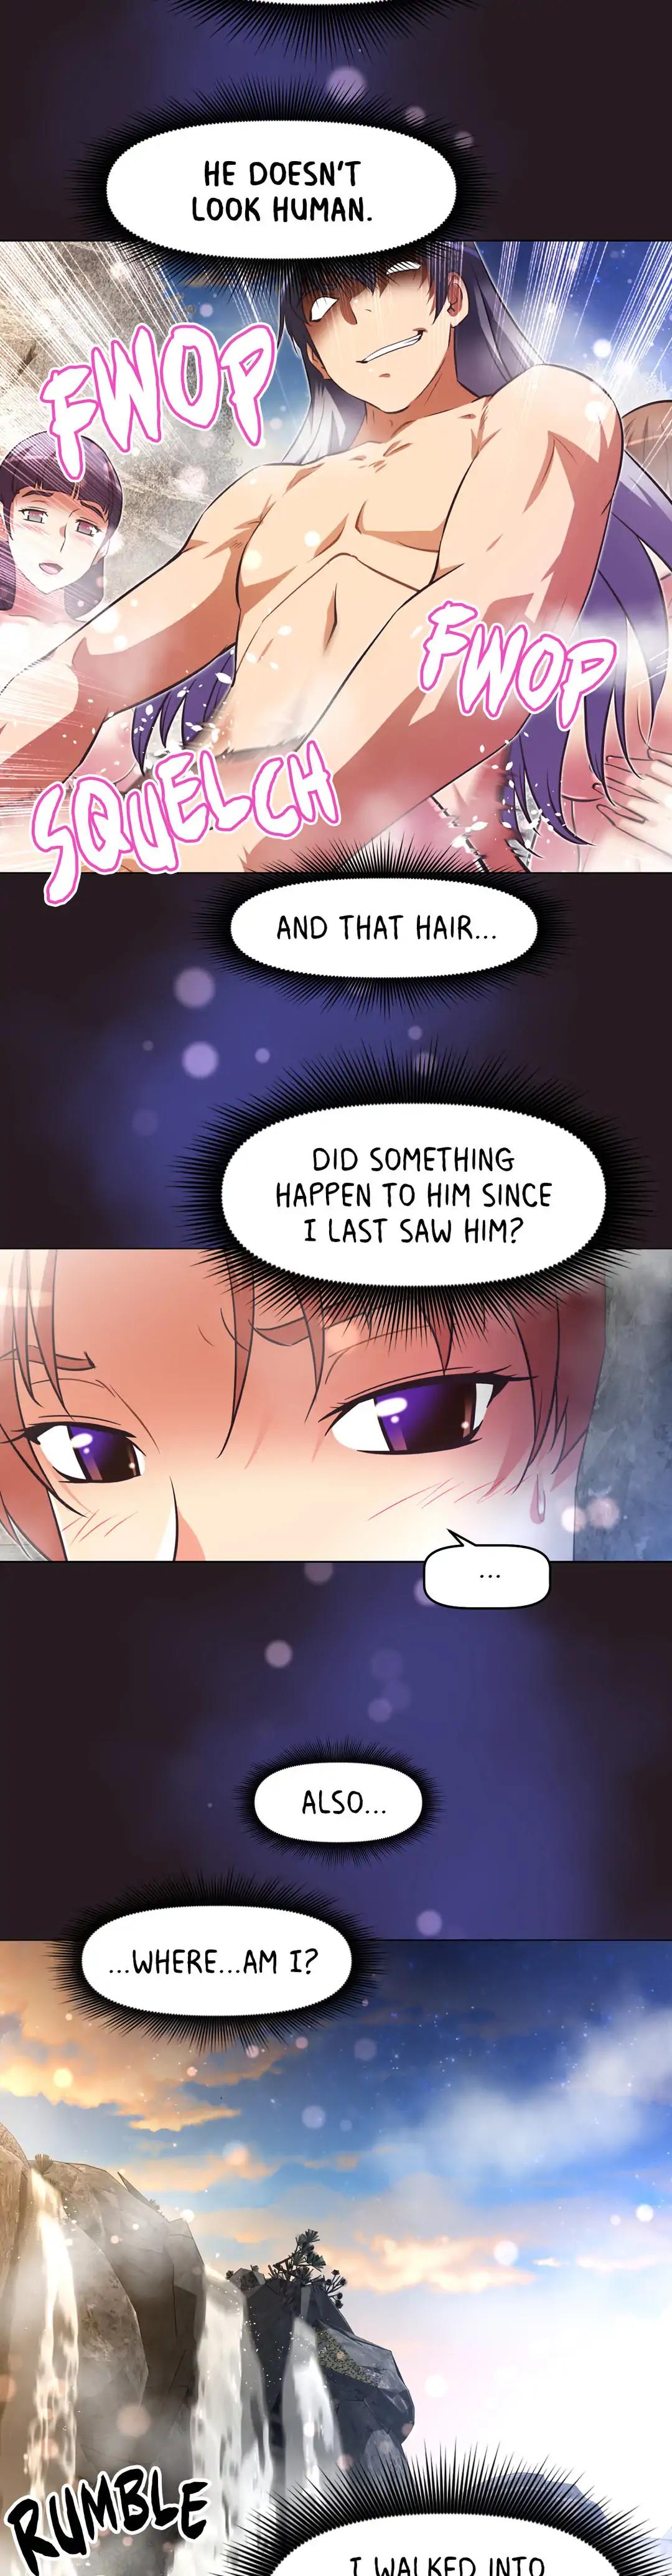 HE DOESN'T
LOOK HUMAN.
FWOP
FWOP
SQUELCH
AND THAT HAIR...
DID SOMETHING
HAPPEN TO HIM SINCE
I LAST SAW HIM?
...
ALSO...
...WHERE...AM I?
RUMBLE
I WALKED INTO